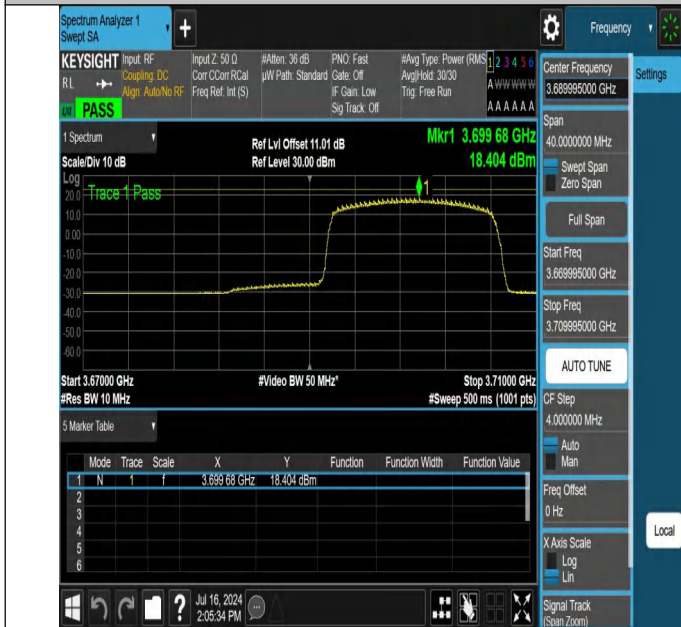 Spectrum Analyzer 1
Swept SA
Frequency
KEYSIGHT
RL
PASS
Input: RF
Coupling: DC
Align: Auto/No RF
Input Z: 50 Ω
Corr CCorr RCal
Freq Ref: Int (S)
#Atten: 36 dB
µW Path: Standard
PNO: Fast
Gate: Off
IF Gain: Low
Sig Track: Off
#Avg Type: Power (RMS)
Avg|Hold: 30/30
Trig: Free Run
1 2 3 4 5 6
A W W W W W
A A A A A A
1 Spectrum
Scale/Div 10 dB
Ref Lvl Offset 11.01 dB
Ref Level 30.00 dBm
Mkr1 3.699 68 GHz
18.404 dBm
Log
Trace 1 Pass
1
20.0
10.0
0.00
-10.0
-20.0
-30.0
-40.0
-50.0
-60.0
Start 3.67000 GHz
#Res BW 10 MHz
#Video BW 50 MHz*
Stop 3.71000 GHz
#Sweep 500 ms (1001 pts)
5 Marker Table
Mode Trace Scale X Y Function Function Width Function Value
1 N 1 f 3.699 68 GHz 18.404 dBm
2
3
4
5
6
?
Jul 16, 2024
2:05:34 PM
Center Frequency
3.689995000 GHz
Settings
Span
40.0000000 MHz
Swept Span
Zero Span
Full Span
Start Freq
3.669995000 GHz
Stop Freq
3.709995000 GHz
AUTO TUNE
CF Step
4.000000 MHz
Auto
Man
Freq Offset
0 Hz
Local
X Axis Scale
Log
Lin
Signal Track
(Span Zoom)